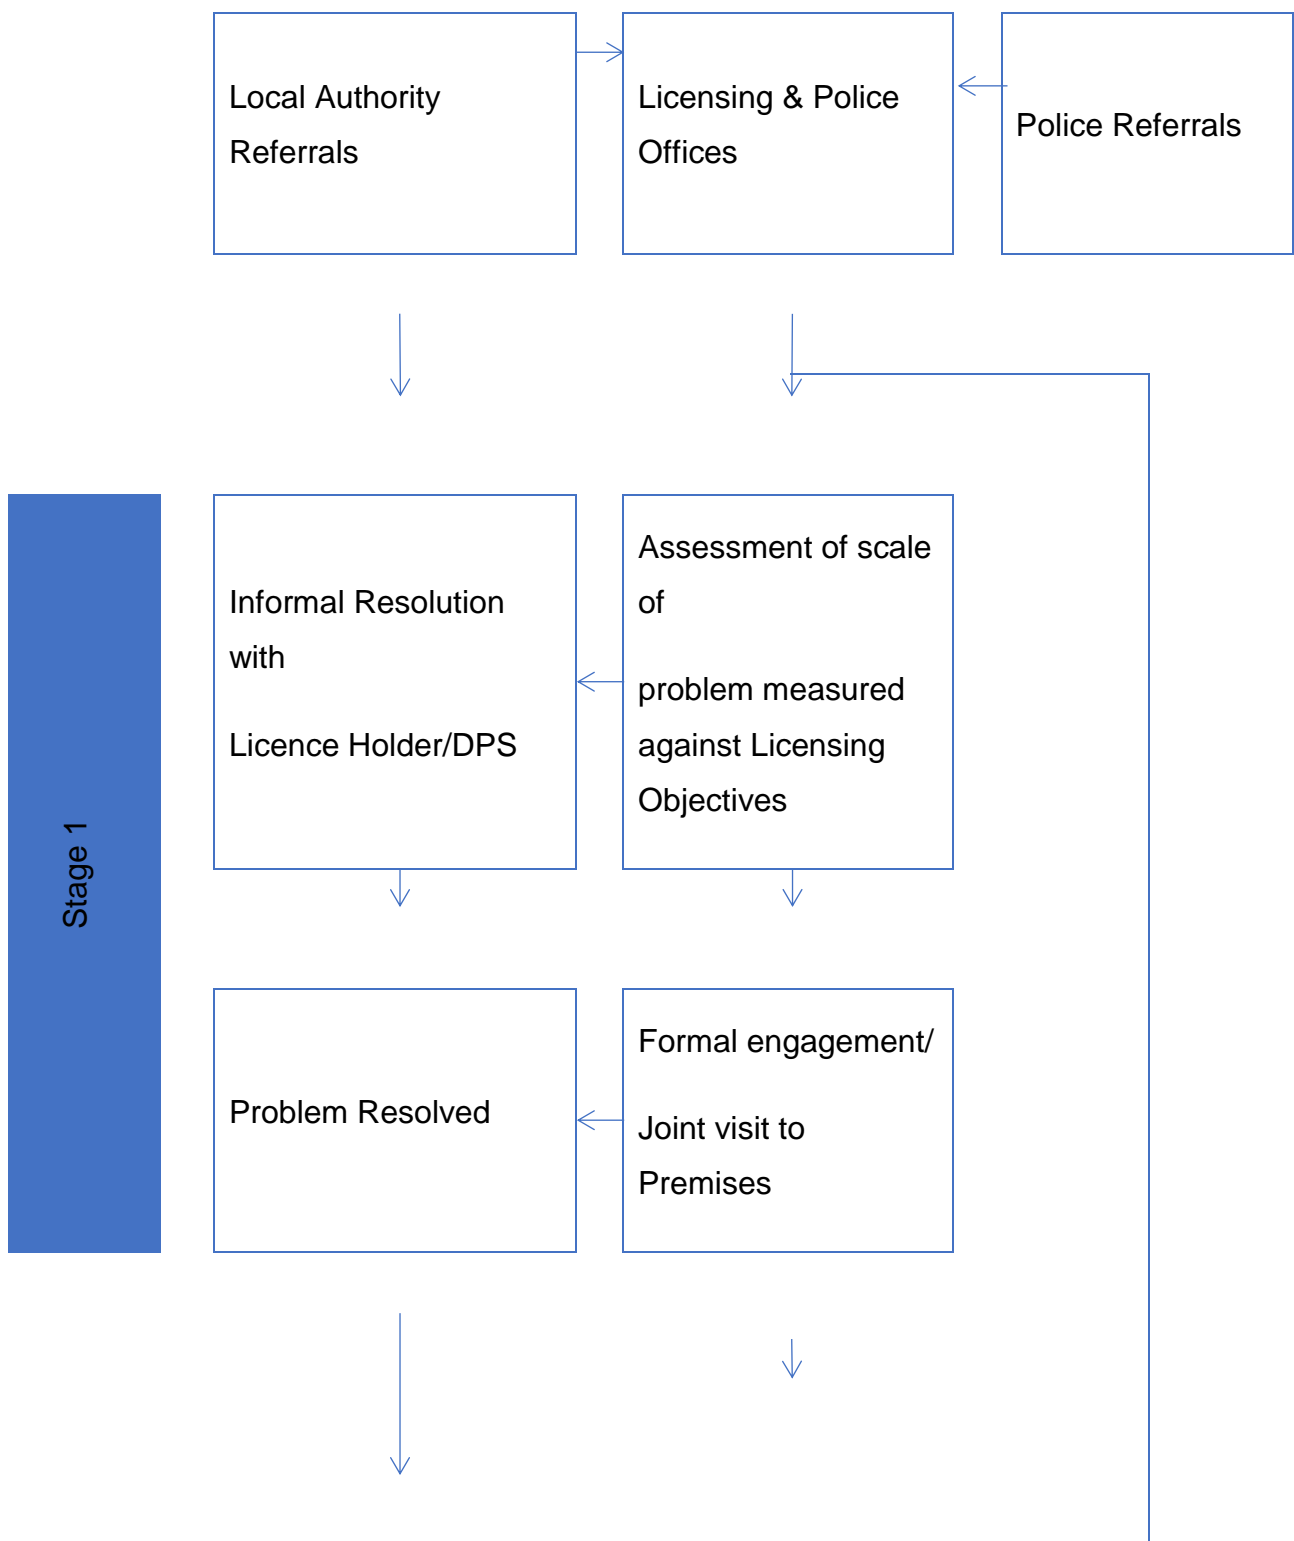 Local Authority
Referrals
Licensing & Police
Offices
Police Referrals
Stage 1
Informal Resolution
with
Licence Holder/DPS
Assessment of scale
of
problem measured
against Licensing
Objectives
Problem Resolved
Formal engagement/
Joint visit to
Premises